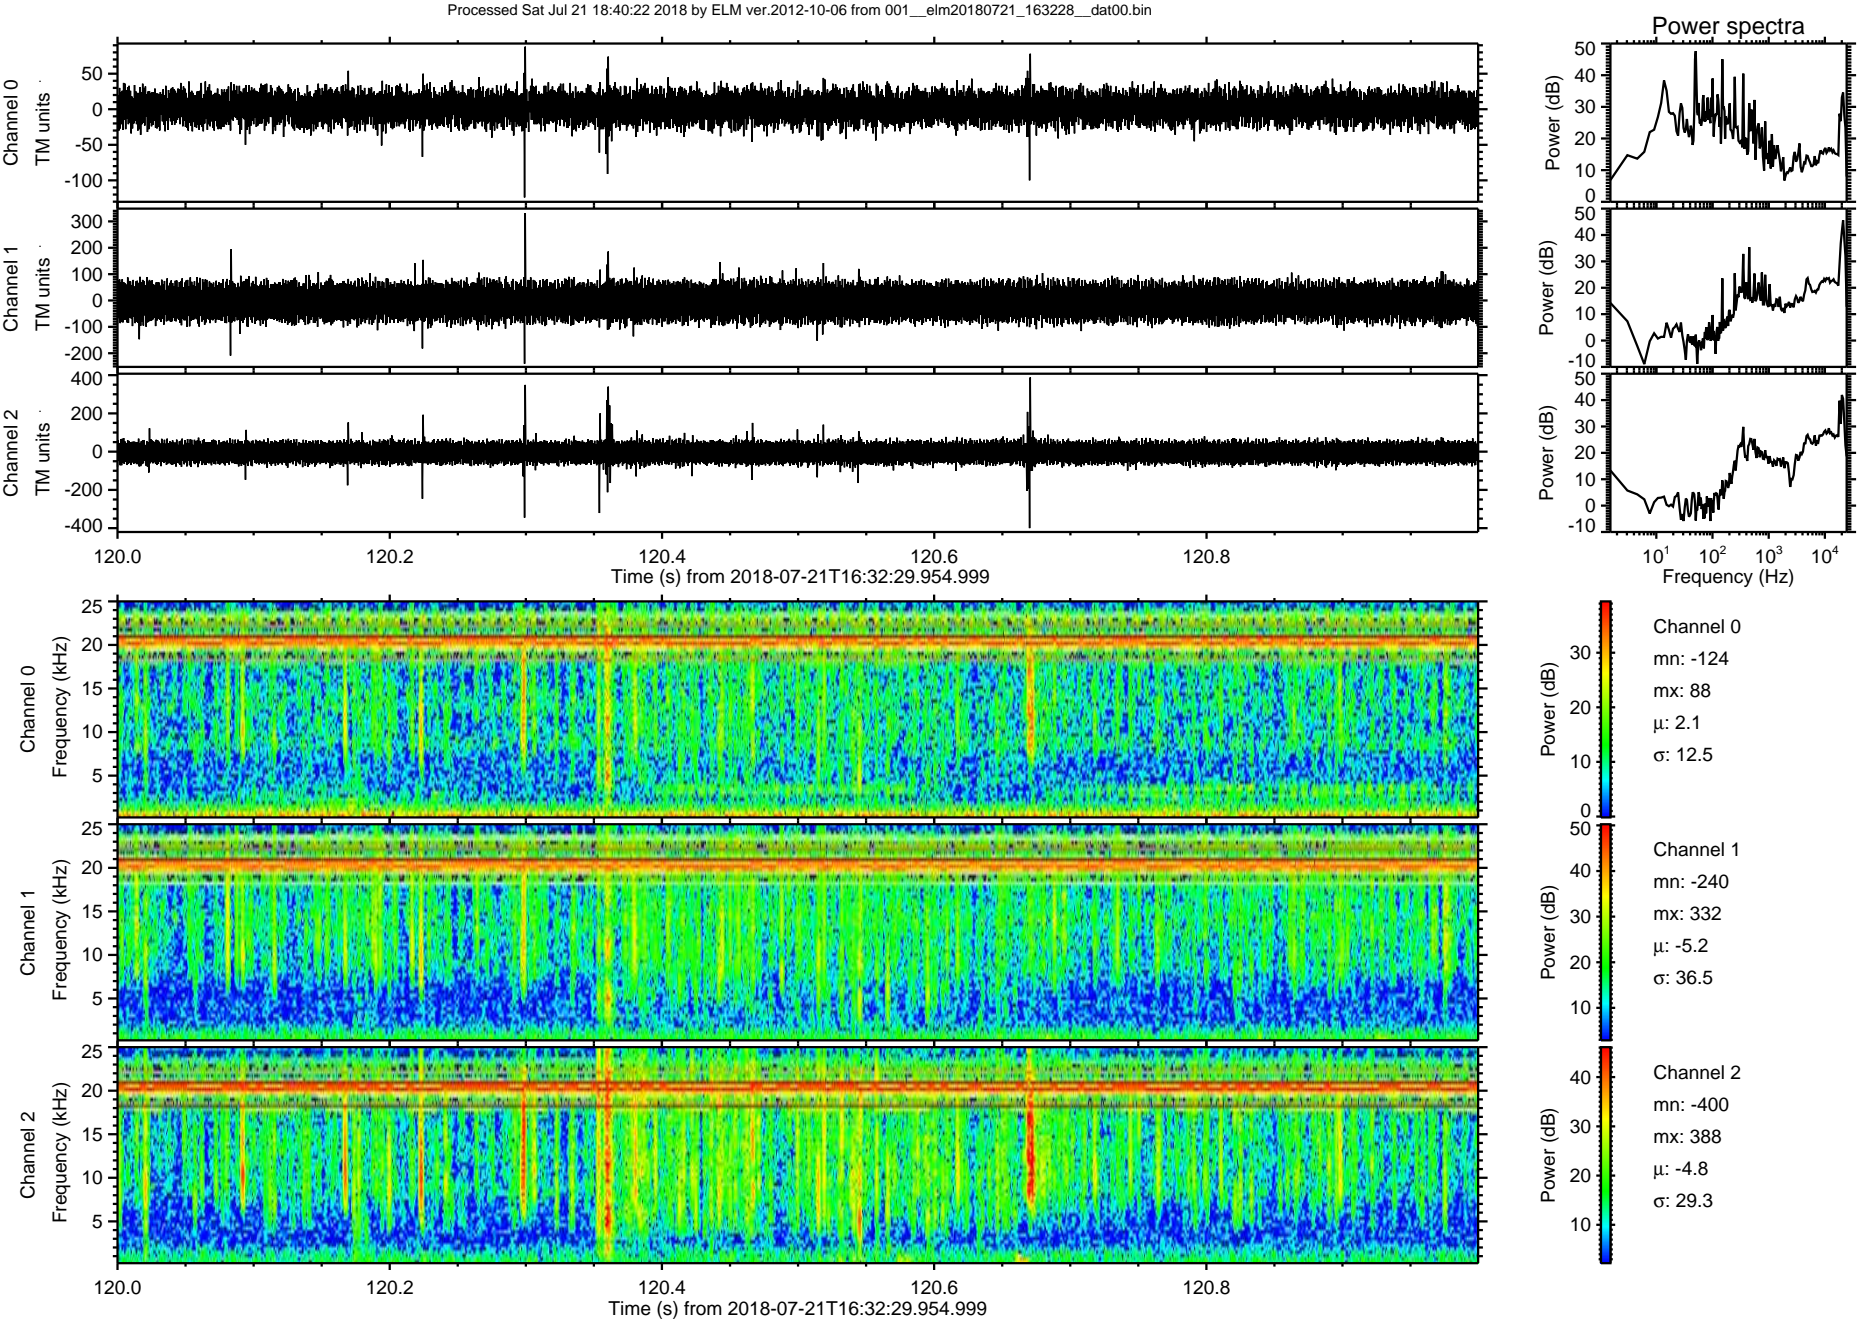 Processed Sat Jul 21 18:40:22 2018 by ELM ver.2012-10-06 from 001__elm20180721_163228__dat00.bin
Power spectra
Channel 0
TM units
50
0
-50
-100
Power (dB)
50
40
30
20
10
0
Channel 1
TM units
300
200
100
0
-100
-200
Power (dB)
50
40
30
20
10
0
-10
Channel 2
TM units
400
200
0
-200
-400
Power (dB)
50
40
30
20
10
0
-10
120.0 120.2 120.4 120.6 120.8
Time (s) from 2018-07-21T16:32:29.954.999
10¹ 10² 10³ 10⁴
Frequency (Hz)
Channel 0
Frequency (kHz)
25
20
15
10
5
Power (dB)
30
20
10
0
Channel 0
mn: -124
mx: 88
μ: 2.1
σ: 12.5
Channel 1
Frequency (kHz)
25
20
15
10
5
Power (dB)
50
40
30
20
10
Channel 1
mn: -240
mx: 332
μ: -5.2
σ: 36.5
Channel 2
Frequency (kHz)
25
20
15
10
5
Power (dB)
40
30
20
10
Channel 2
mn: -400
mx: 388
μ: -4.8
σ: 29.3
120.0 120.2 120.4 120.6 120.8
Time (s) from 2018-07-21T16:32:29.954.999